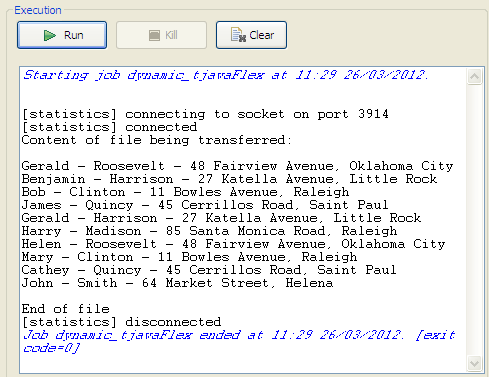 Execution
Run
Kill
Clear
Starting job dynamic_tjavaFlex at 11:29 26/03/2012.
[statistics] connecting to socket on port 3914
[statistics] connected
Content of file being transferred:
Gerald - Roosevelt - 48 Fairview Avenue, Oklahoma City
Benjamin - Harrison - 27 Katella Avenue, Little Rock
Bob - Clinton - 11 Bowles Avenue, Raleigh
James - Quincy - 45 Cerrillos Road, Saint Paul
Gerald - Harrison - 27 Katella Avenue, Little Rock
Harry - Madison - 85 Santa Monica Road, Raleigh
Helen - Roosevelt - 48 Fairview Avenue, Oklahoma City
Mary - Clinton - 11 Bowles Avenue, Raleigh
Cathey - Quincy - 45 Cerrillos Road, Saint Paul
John - Smith - 64 Market Street, Helena
End of file
[statistics] disconnected
Job dynamic_tjavaFlex ended at 11:29 26/03/2012. [exit
code=0]